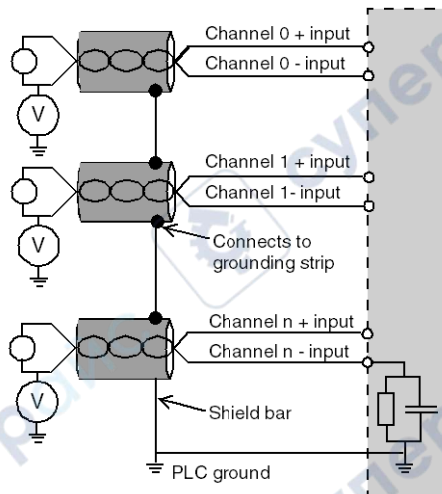 Channel 0 + input
Channel 0 - input
V
Channel 1 + input
Channel 1- input
V
Connects to
grounding strip
Channel n + input
Channel n - input
V
Shield bar
PLC ground